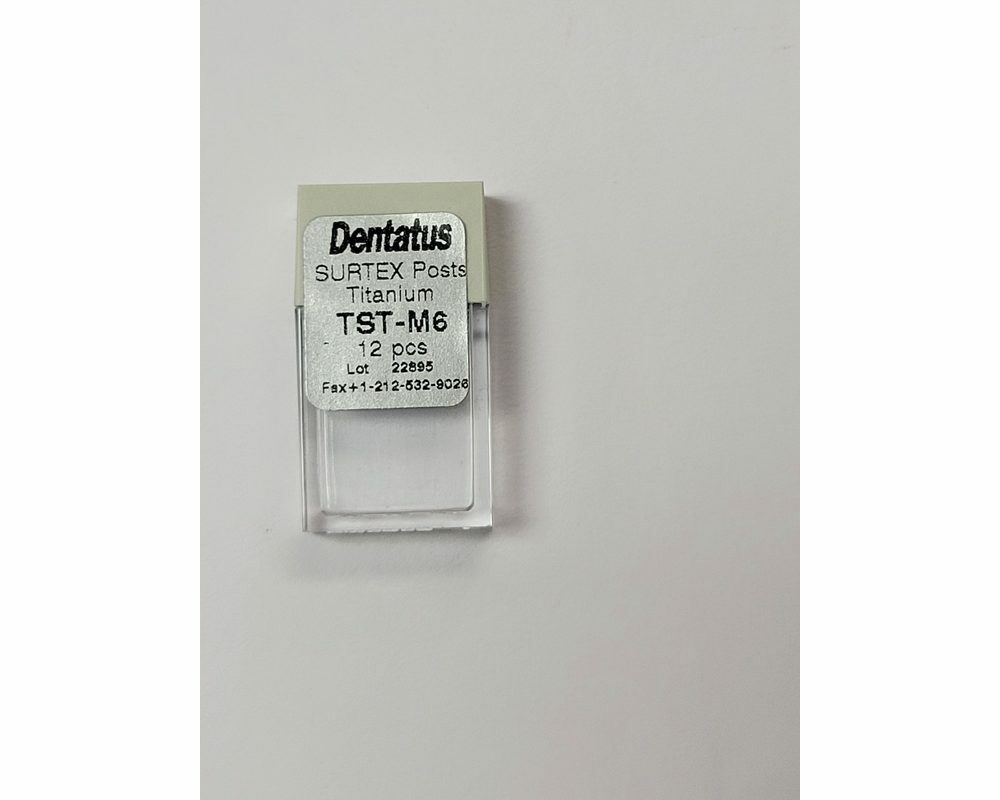 Dentatus
SURTEX Posts
Titanium
TST-M6
12 pcs
Lot 22895
Fax+1-212-532-9026